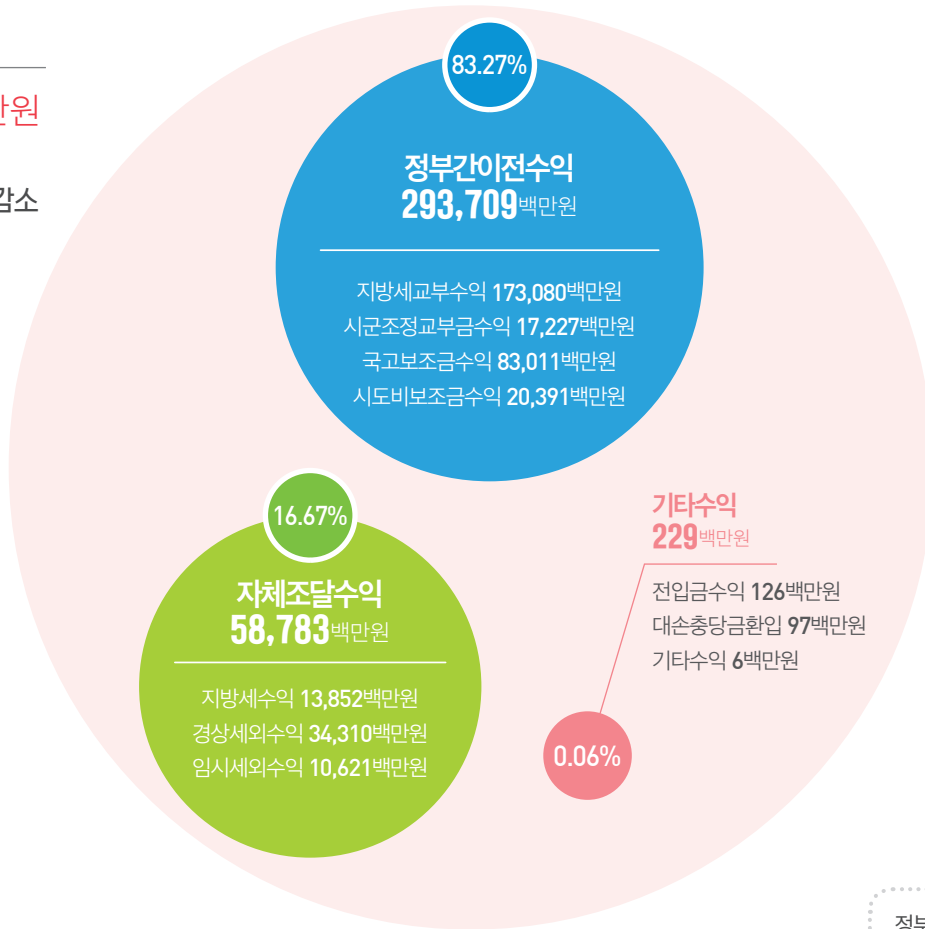 만원
감소
83.27%
정부간이전수익
293,709백만원
지방세교부수익 173,080백만원
시군조정교부금수익 17,227백만원
국고보조금수익 83,011백만원
시도비보조금수익 20,391백만원
16.67%
자체조달수익
58,783백만원
지방세수익 13,852백만원
경상세외수익 34,310백만원
임시세외수익 10,621백만원
기타수익
229백만원
전입금수익 126백만원
대손충당금환입 97백만원
기타수익 6백만원
0.06%
정부